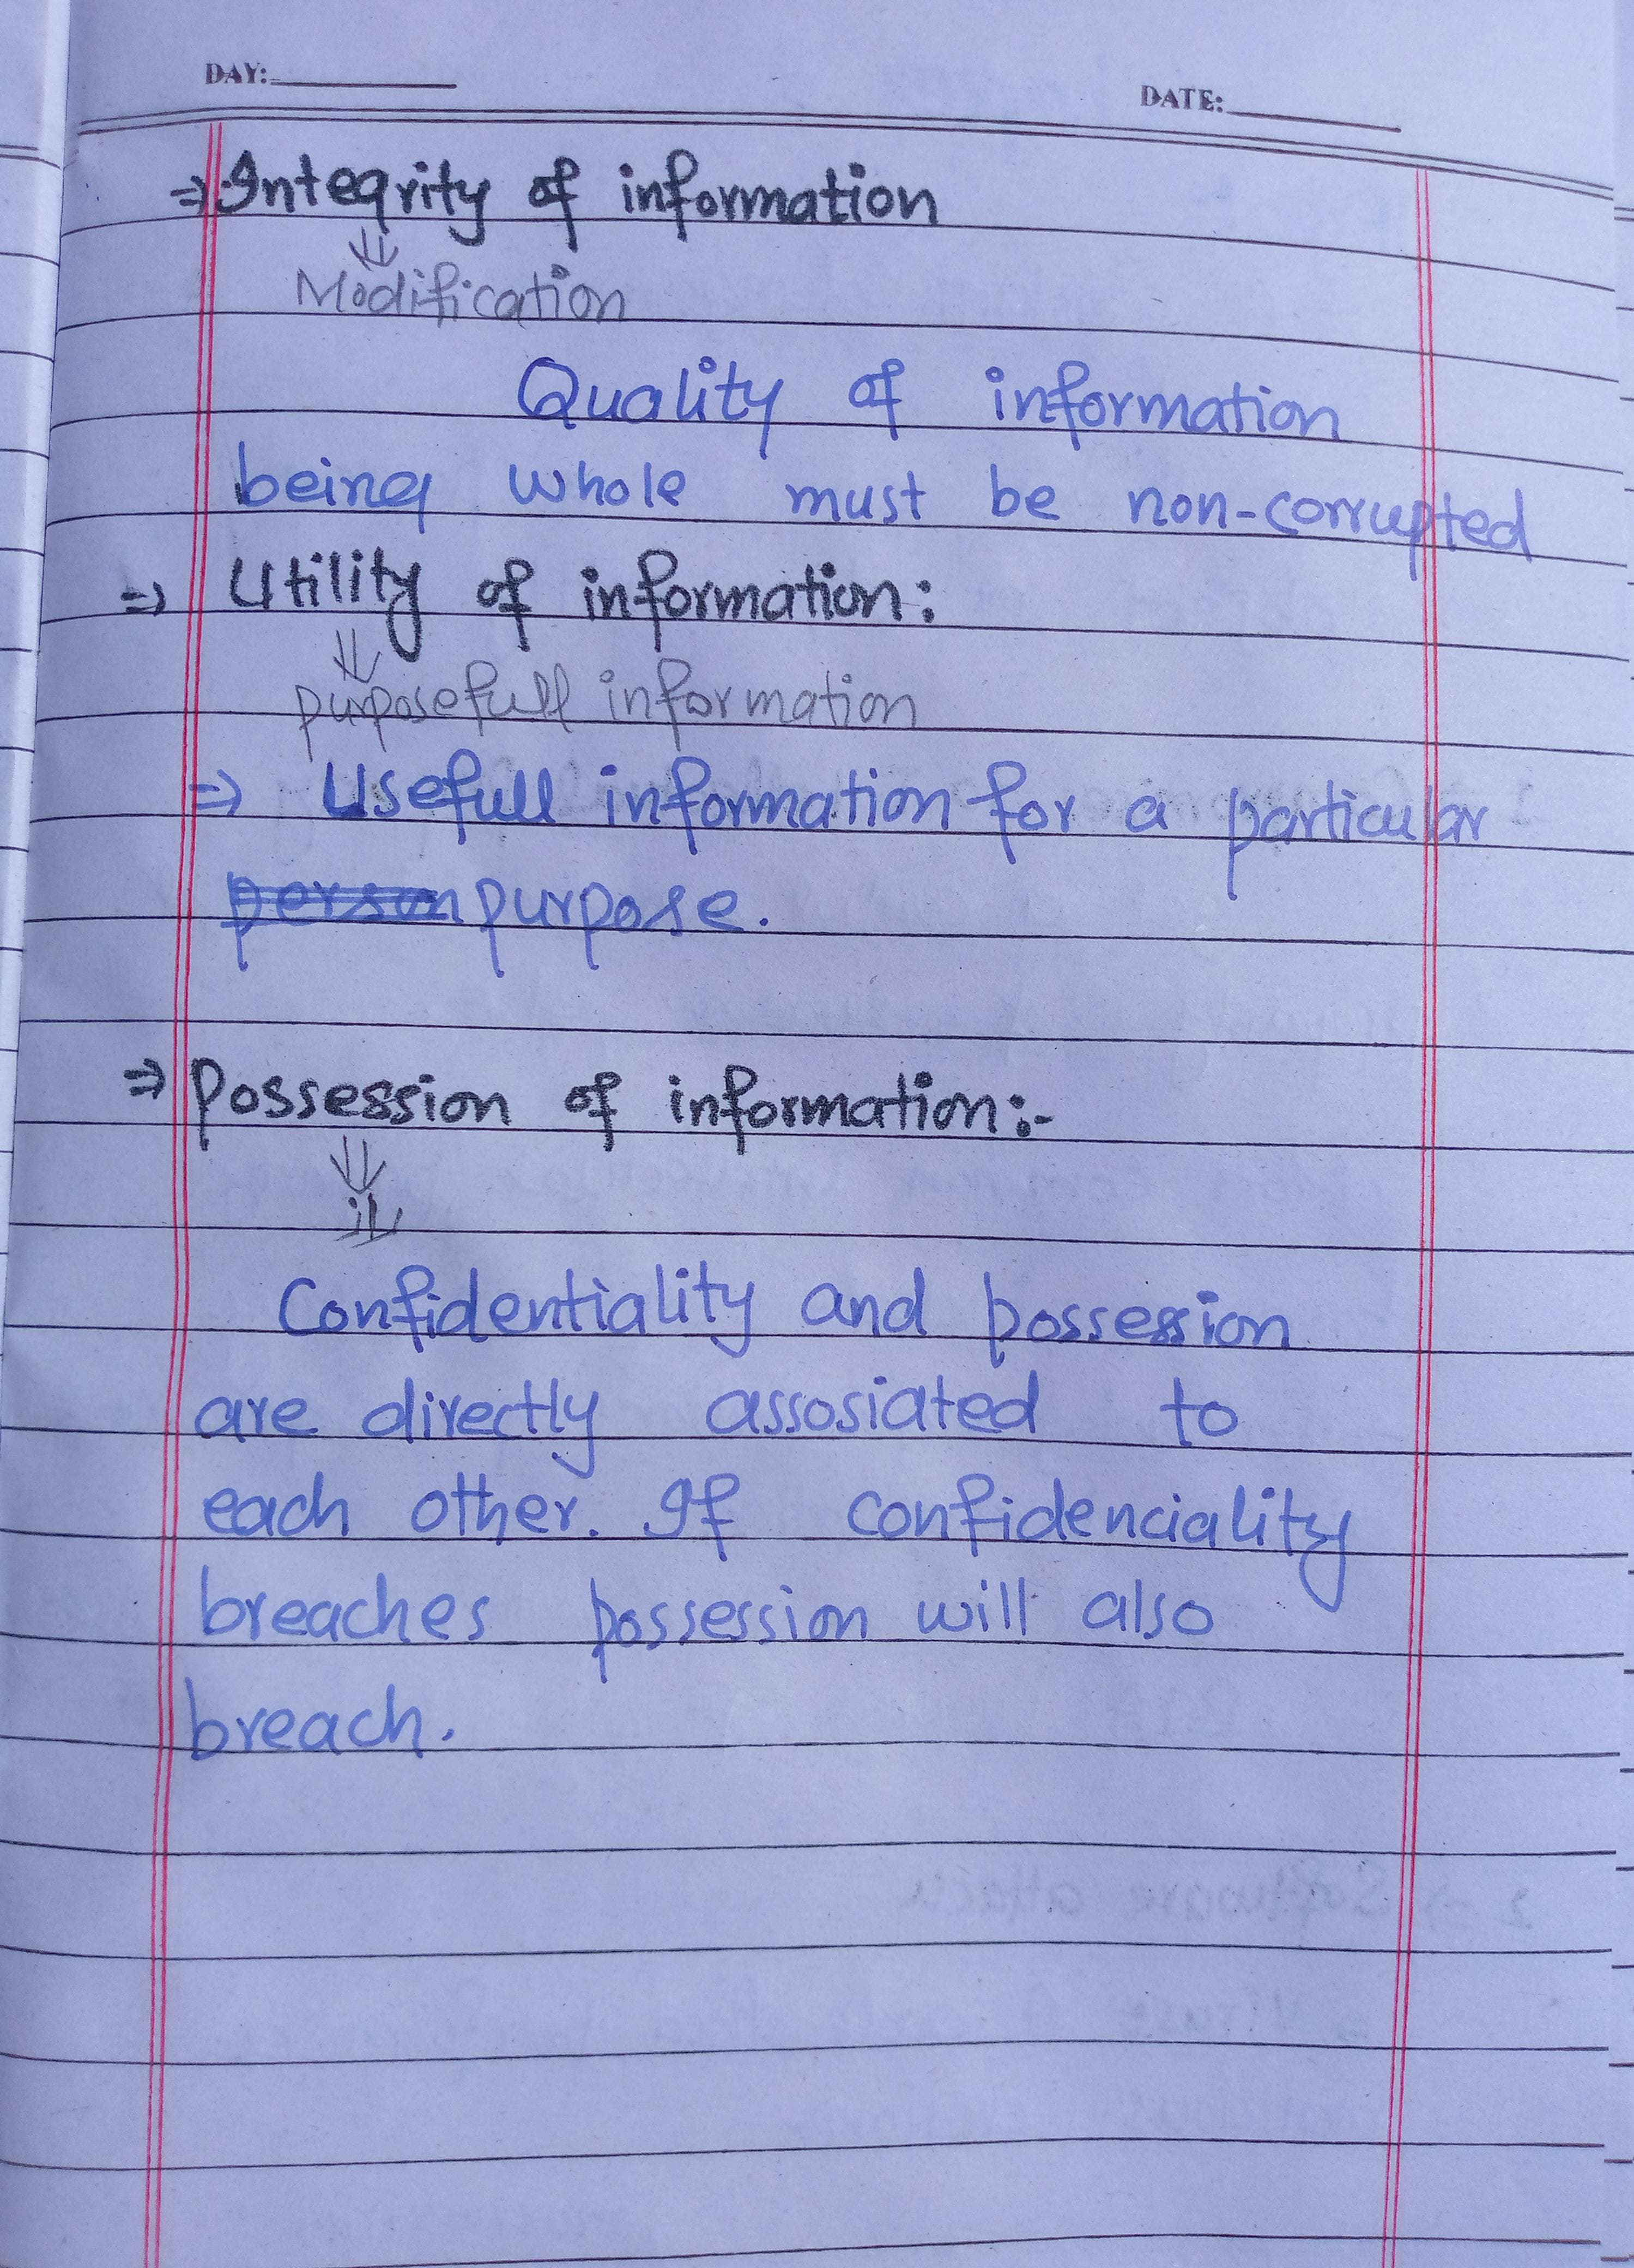 DAY:
DATE:
⇒ Integrity of information
⇓
Modification
Quality of information
being whole must be non-corrupted
⇒ Utility of information:
⇓
purposefull information
⇒ Usefull information for a particular
person purpose.
⇒ Possession of information:-
⇓
Confidentiality and possession
are directly assosiated to
each other. If confidenciality
breaches possession will also
breach.